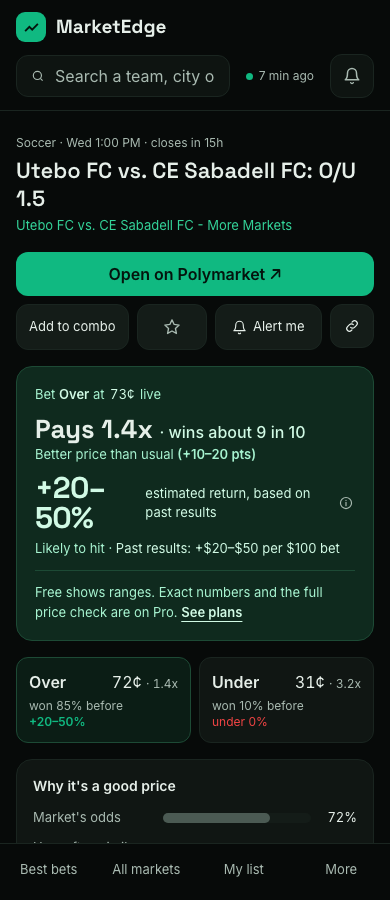 MarketEdge
Search a team, city o
7 min ago
Soccer · Wed 1:00 PM · closes in 15h
Utebo FC vs. CE Sabadell FC: O/U
1.5
Utebo FC vs. CE Sabadell FC - More Markets
Open on Polymarket ↗
Add to combo
Alert me
Bet Over at 73¢ live
Pays 1.4x · wins about 9 in 10
Better price than usual (+10–20 pts)
+20–
50%
estimated return, based on
past results
Likely to hit · Past results: +$20–$50 per $100 bet
Free shows ranges. Exact numbers and the full
price check are on Pro. See plans
Over 72¢ · 1.4x
won 85% before
+20–50%
Under 31¢ · 3.2x
won 10% before
under 0%
Why it's a good price
Market's odds 72%
Best bets
All markets
My list
More